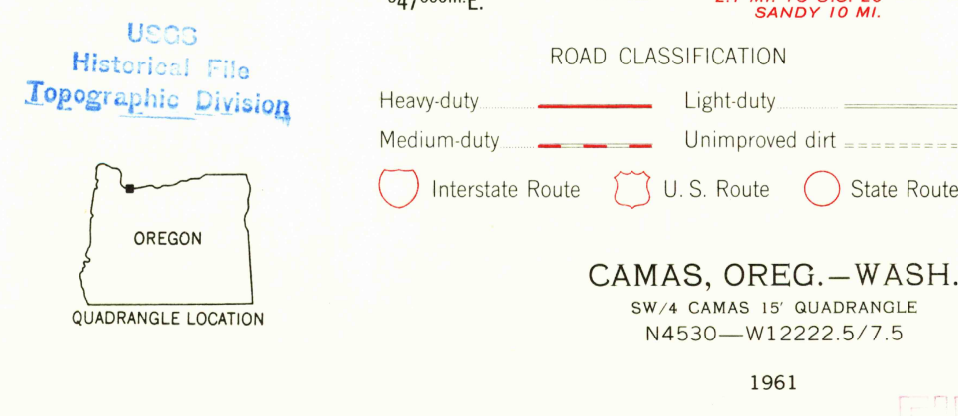 SANDY 10 MI.
USGS
Historical File
Topographic Division
ROAD CLASSIFICATION
Heavy-duty
Light-duty
Medium-duty
Unimproved dirt
Interstate Route
U. S. Route
State Route
OREGON
QUADRANGLE LOCATION
CAMAS, OREG.—WASH.
SW/4 CAMAS 15′ QUADRANGLE
N4530—W12222.5/7.5
1961